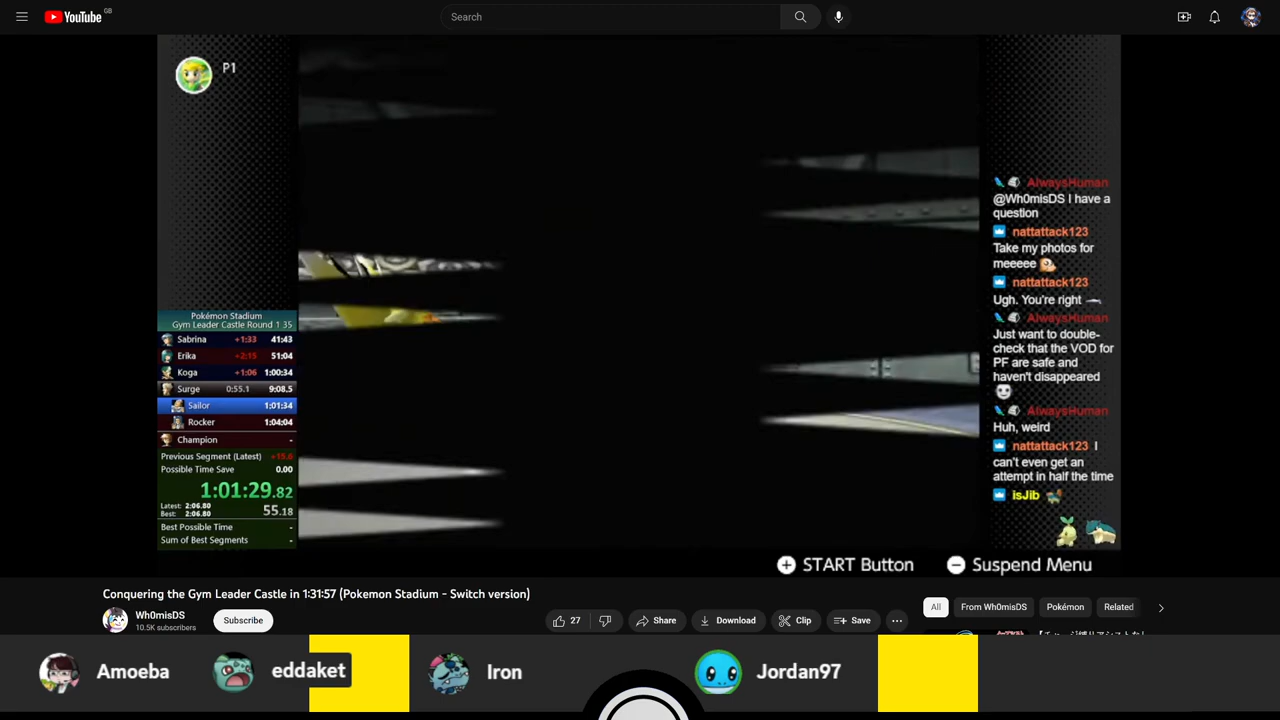 YouTube GB
Search
P1
Pokémon Stadium
Gym Leader Castle Round 1 35
Sabrina +1:33 41:43
Erika +2:15 51:04
Koga +1:06 1:00:34
Surge 0:55.1 9:08.5
Sailor 1:01:34
Rocker 1:04:04
Champion -
Previous Segment (Latest) +15.0
Possible Time Save 0.00
1:01:29.82
Latest: 2:06.80
Best: 2:06.80
55.18
Best Possible Time -
Sum of Best Segments -
AlwaysHuman
@Wh0misDS I have a
question
nattattack123
Take my photos for
meeeee
nattattack123
Ugh. You're right
AlwaysHuman
Just want to double-
check that the VOD for
PF are safe and
haven't disappeared
AlwaysHuman
Huh, weird
nattattack123 I
can't even get an
attempt in half the time
isJib
START Button
Suspend Menu
Conquering the Gym Leader Castle in 1:31:57 (Pokemon Stadium - Switch version)
Wh0misDS
10.5K subscribers
Subscribe
27
Share
Download
Clip
Save
All
From Wh0misDS
Pokémon
Related
Amoeba
eddaket
Iron
Jordan97